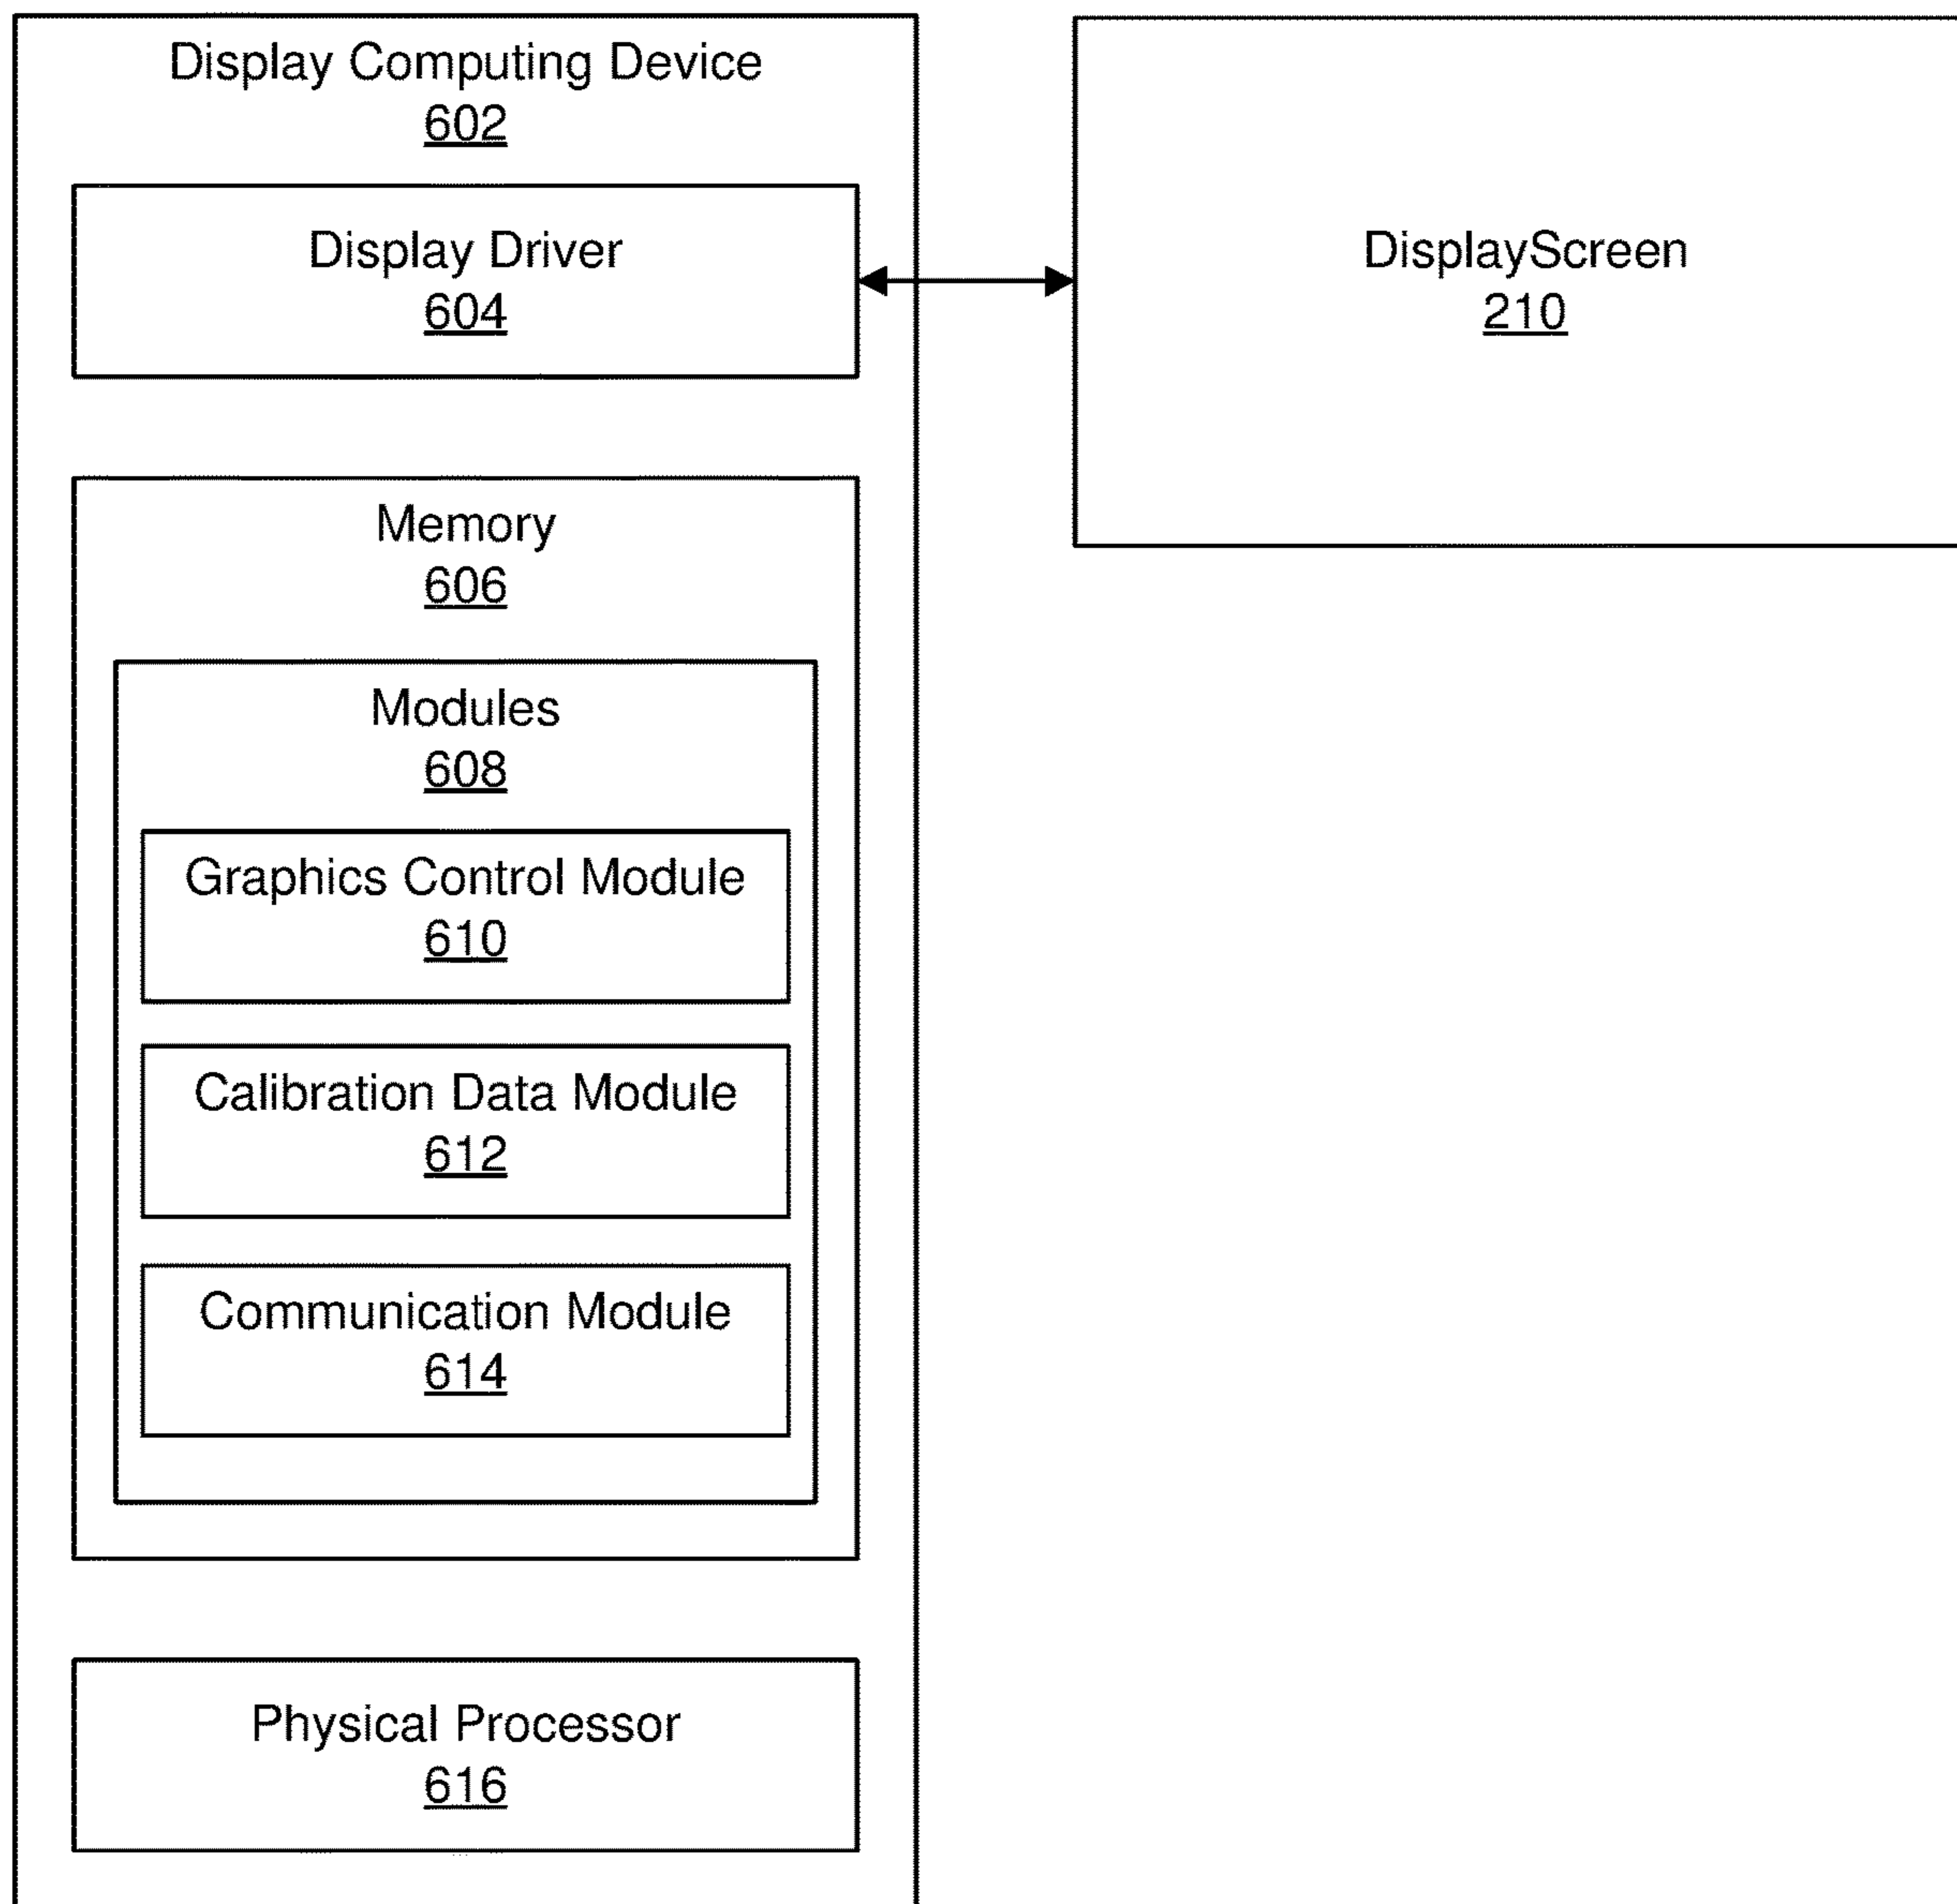 Display Computing Device
602
Display Driver
604
DisplayScreen
210
Memory
606
Modules
608
Graphics Control Module
610
Calibration Data Module
612
Communication Module
614
Physical Processor
616